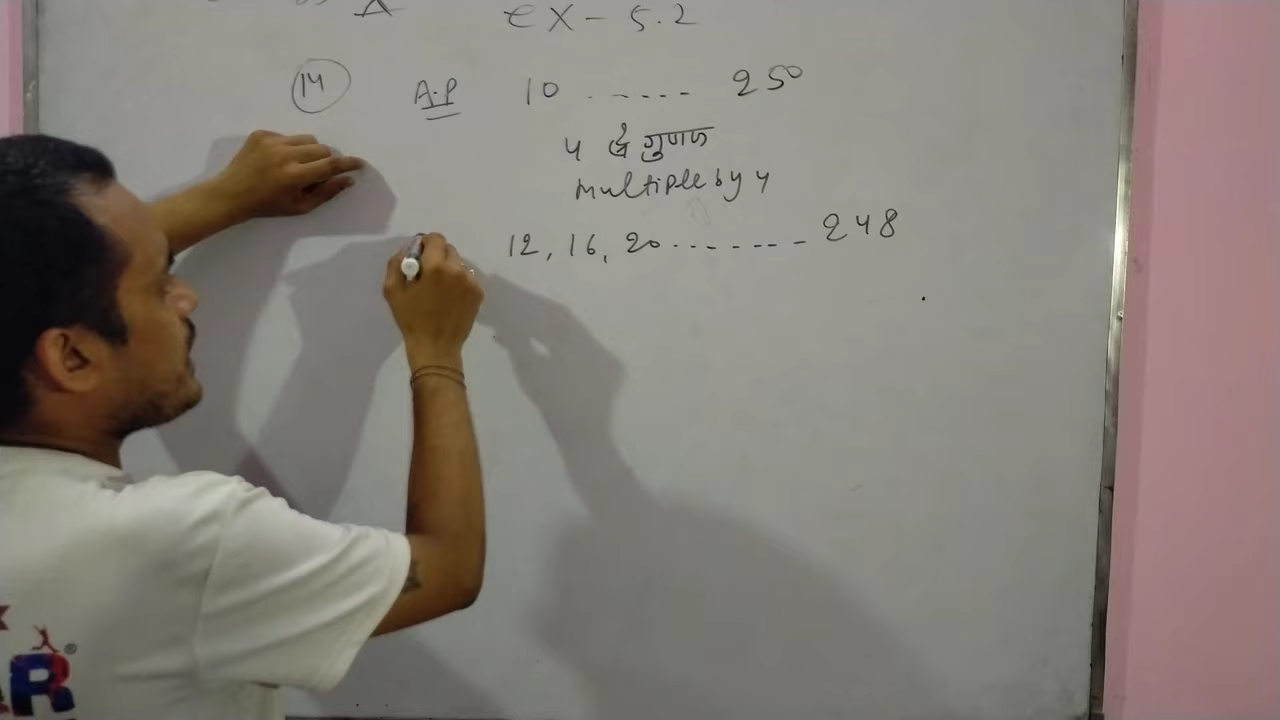 ex - 5.2
14 A.P 10 ...... 250
4 के गुणज
multiple by 4
12, 16, 20 ....... 248
R